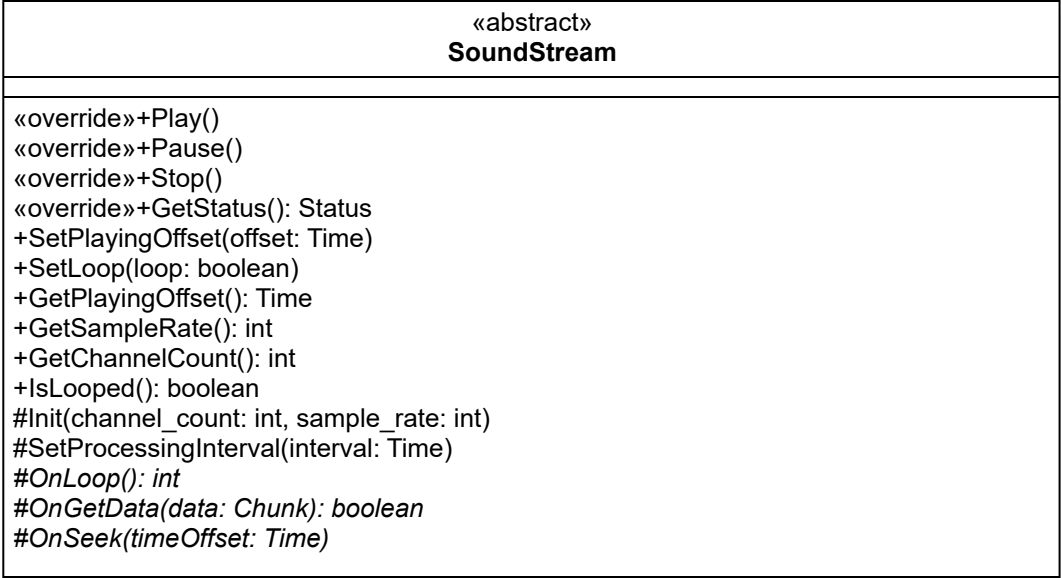 «abstract»
SoundStream
«override»+Play()
«override»+Pause()
«override»+Stop()
«override»+GetStatus(): Status
+SetPlayingOffset(offset: Time)
+SetLoop(loop: boolean)
+GetPlayingOffset(): Time
+GetSampleRate(): int
+GetChannelCount(): int
+IsLooped(): boolean
#Init(channel_count: int, sample_rate: int)
#SetProcessingInterval(interval: Time)
#OnLoop(): int
#OnGetData(data: Chunk): boolean
#OnSeek(timeOffset: Time)